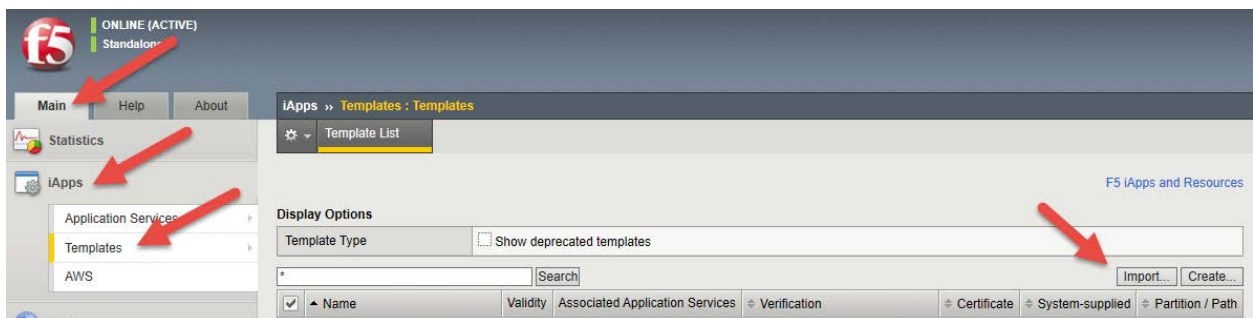 f5
ONLINE (ACTIVE)
Standalone
Main Help About
iApps ›› Templates : Templates
Statistics
Template List
iApps
F5 iApps and Resources
Application Services
Display Options
Templates
Template Type Show deprecated templates
AWS
* Search Import... Create...
Name Validity Associated Application Services Verification Certificate System-supplied Partition / Path